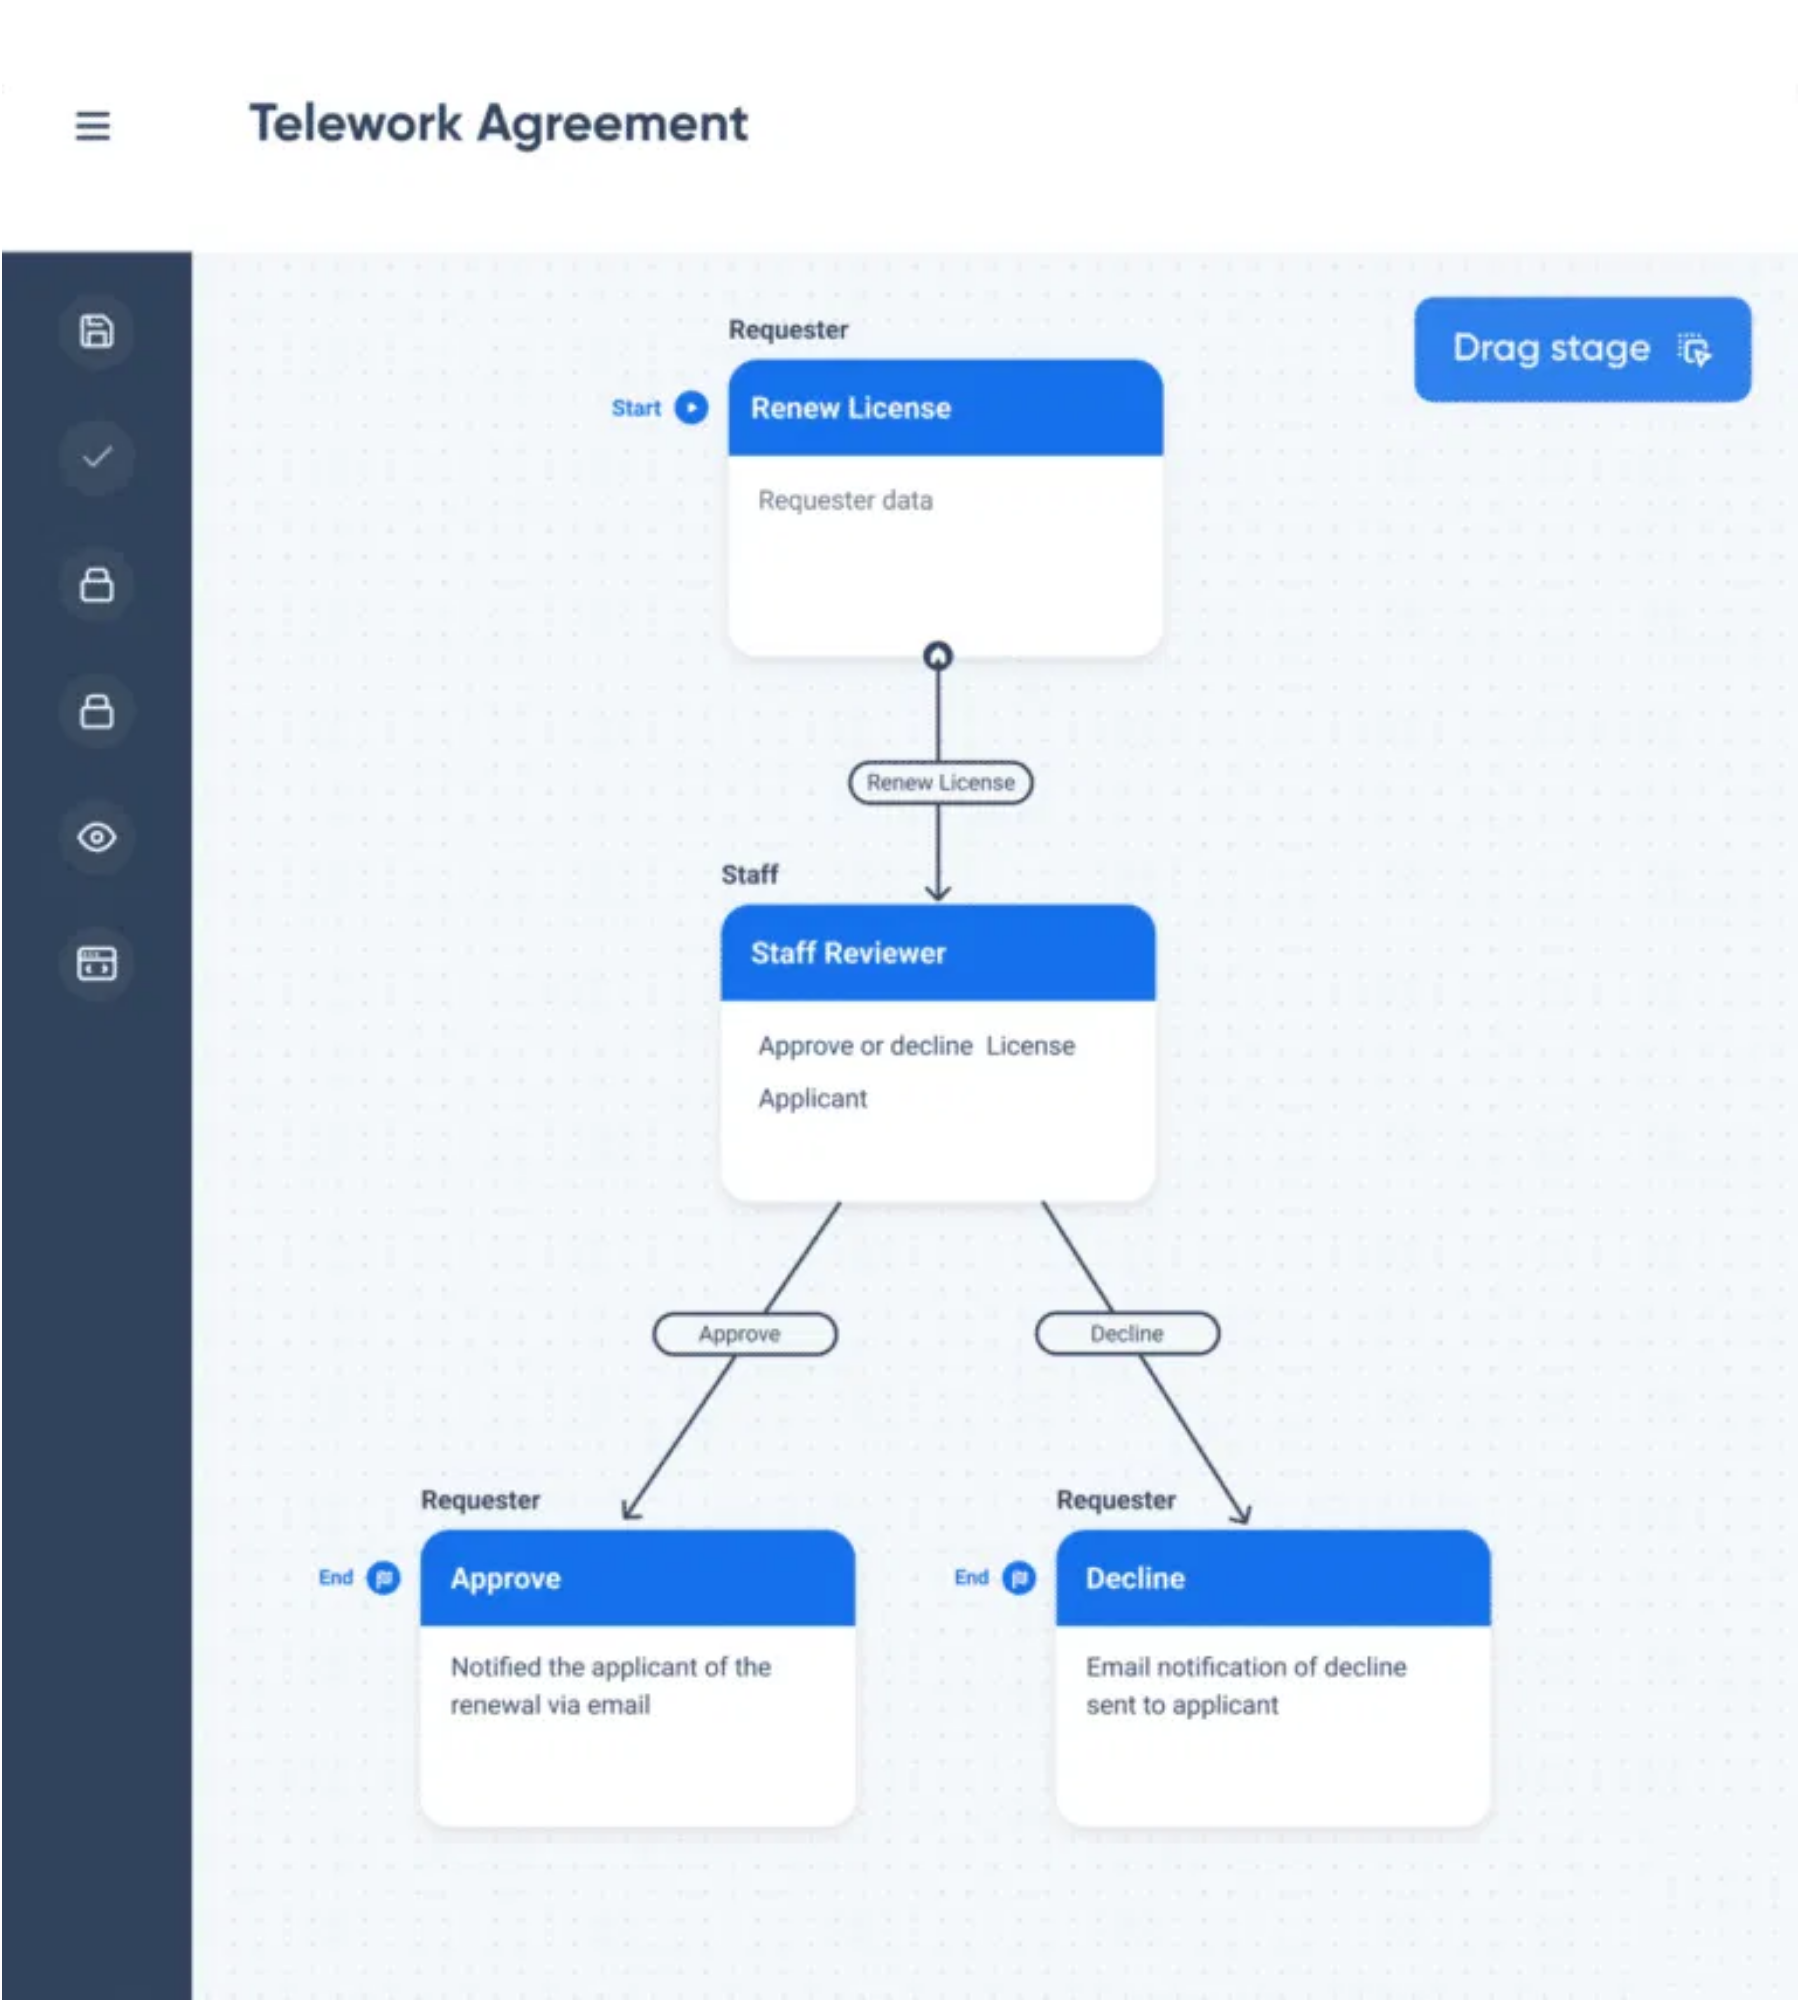 Telework Agreement
Drag stage
Requester
Start
Renew License
Requester data
Renew License
Staff
Staff Reviewer
Approve or decline License
Applicant
Approve
Decline
Requester
End
Approve
Notified the applicant of the
renewal via email
Requester
End
Decline
Email notification of decline
sent to applicant